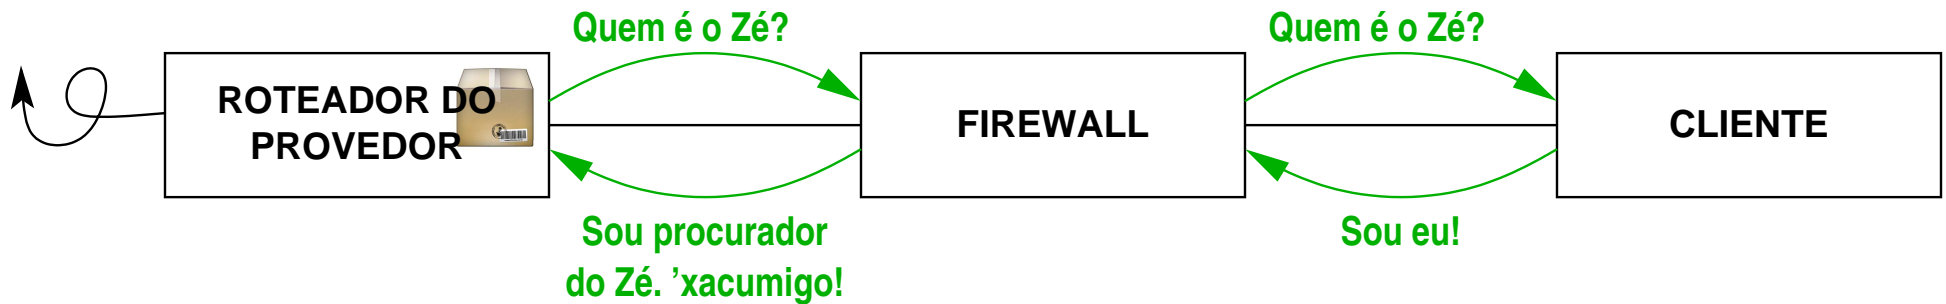 Quem é o Zé?
Quem é o Zé?
ROTEADOR DO
PROVEDOR
FIREWALL
CLIENTE
Sou procurador
do Zé. ’xacumigo!
Sou eu!